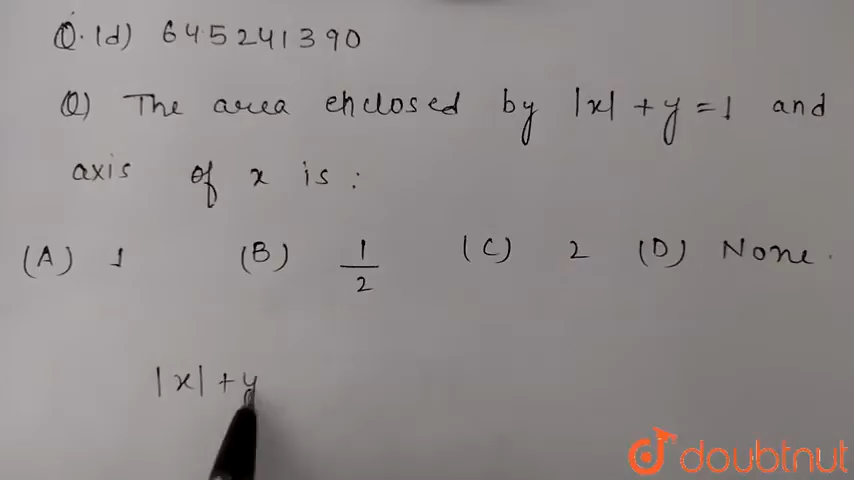 Q. Id) 645241390
Q) The area enclosed by |x| + y = 1 and
axis of x is :
(A) 1 (B) 1/2 (C) 2 (D) None.
|x| + y
doubtnut